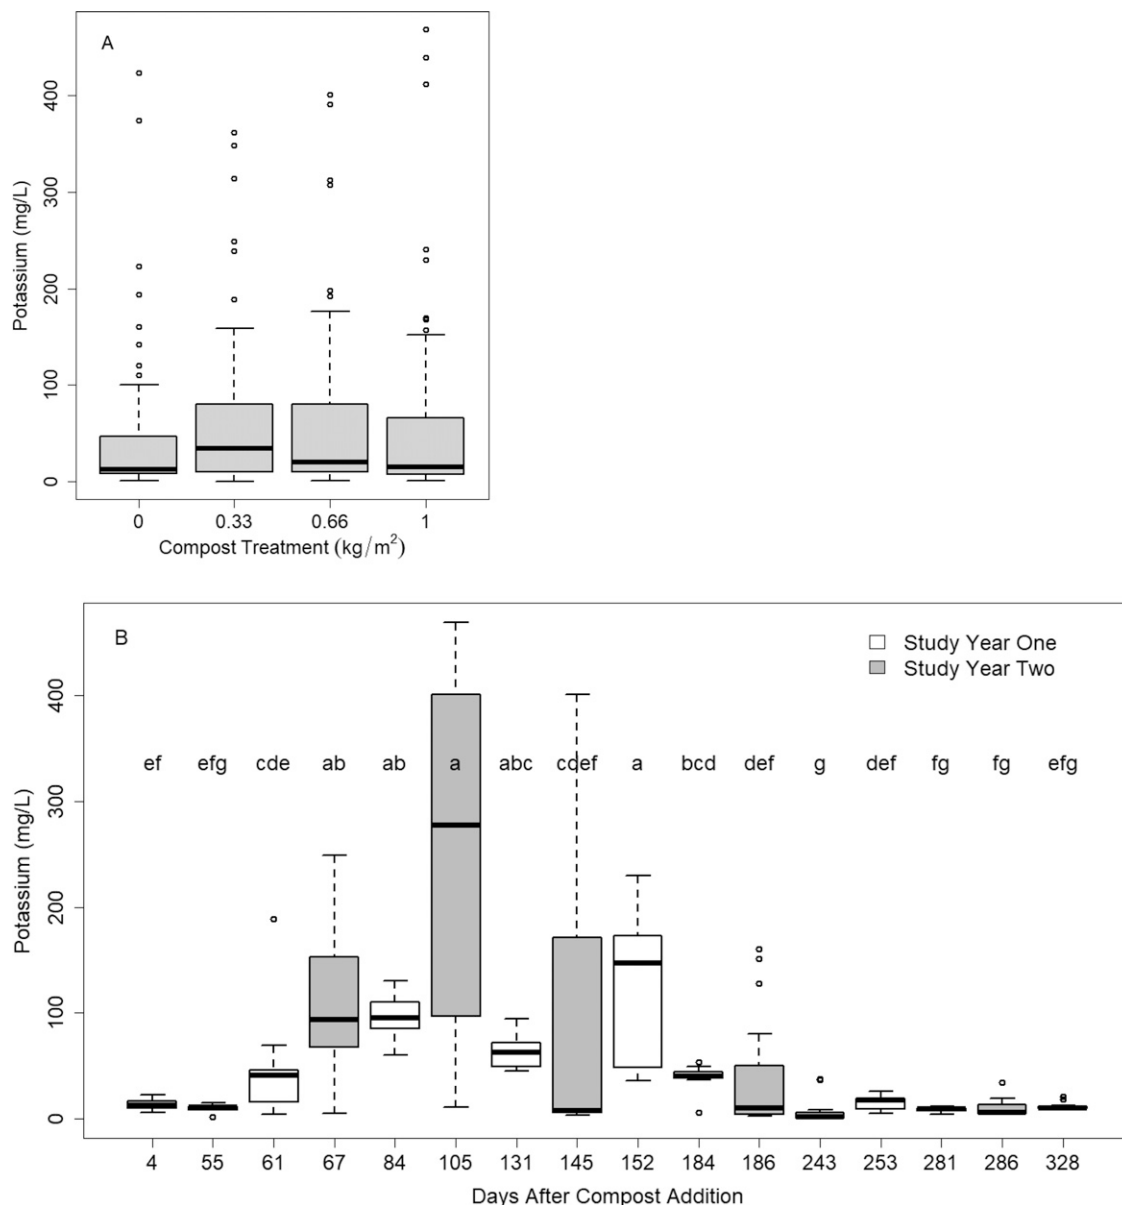 A
Potassium (mg/L)
400
300
200
100
0
0 0.33 0.66 1
Compost Treatment (kg/m²)
B
Study Year One
Study Year Two
Potassium (mg/L)
400
300
200
100
0
ef efg cde ab ab a abc cdef a bcd def g def fg fg efg
4 55 61 67 84 105 131 145 152 184 186 243 253 281 286 328
Days After Compost Addition